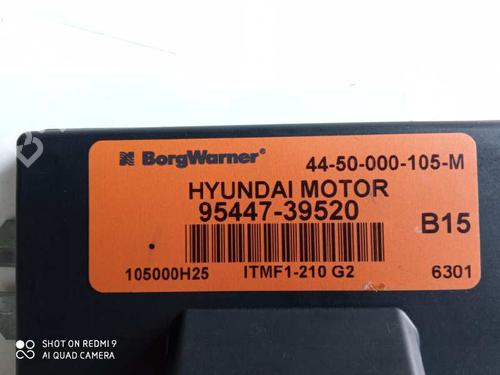 BorgWarner®
44-50-000-105-M
HYUNDAI MOTOR
95447-39520
B15
105000H25 ITMF1-210 G2 6301
SHOT ON REDMI 9
AI QUAD CAMERA